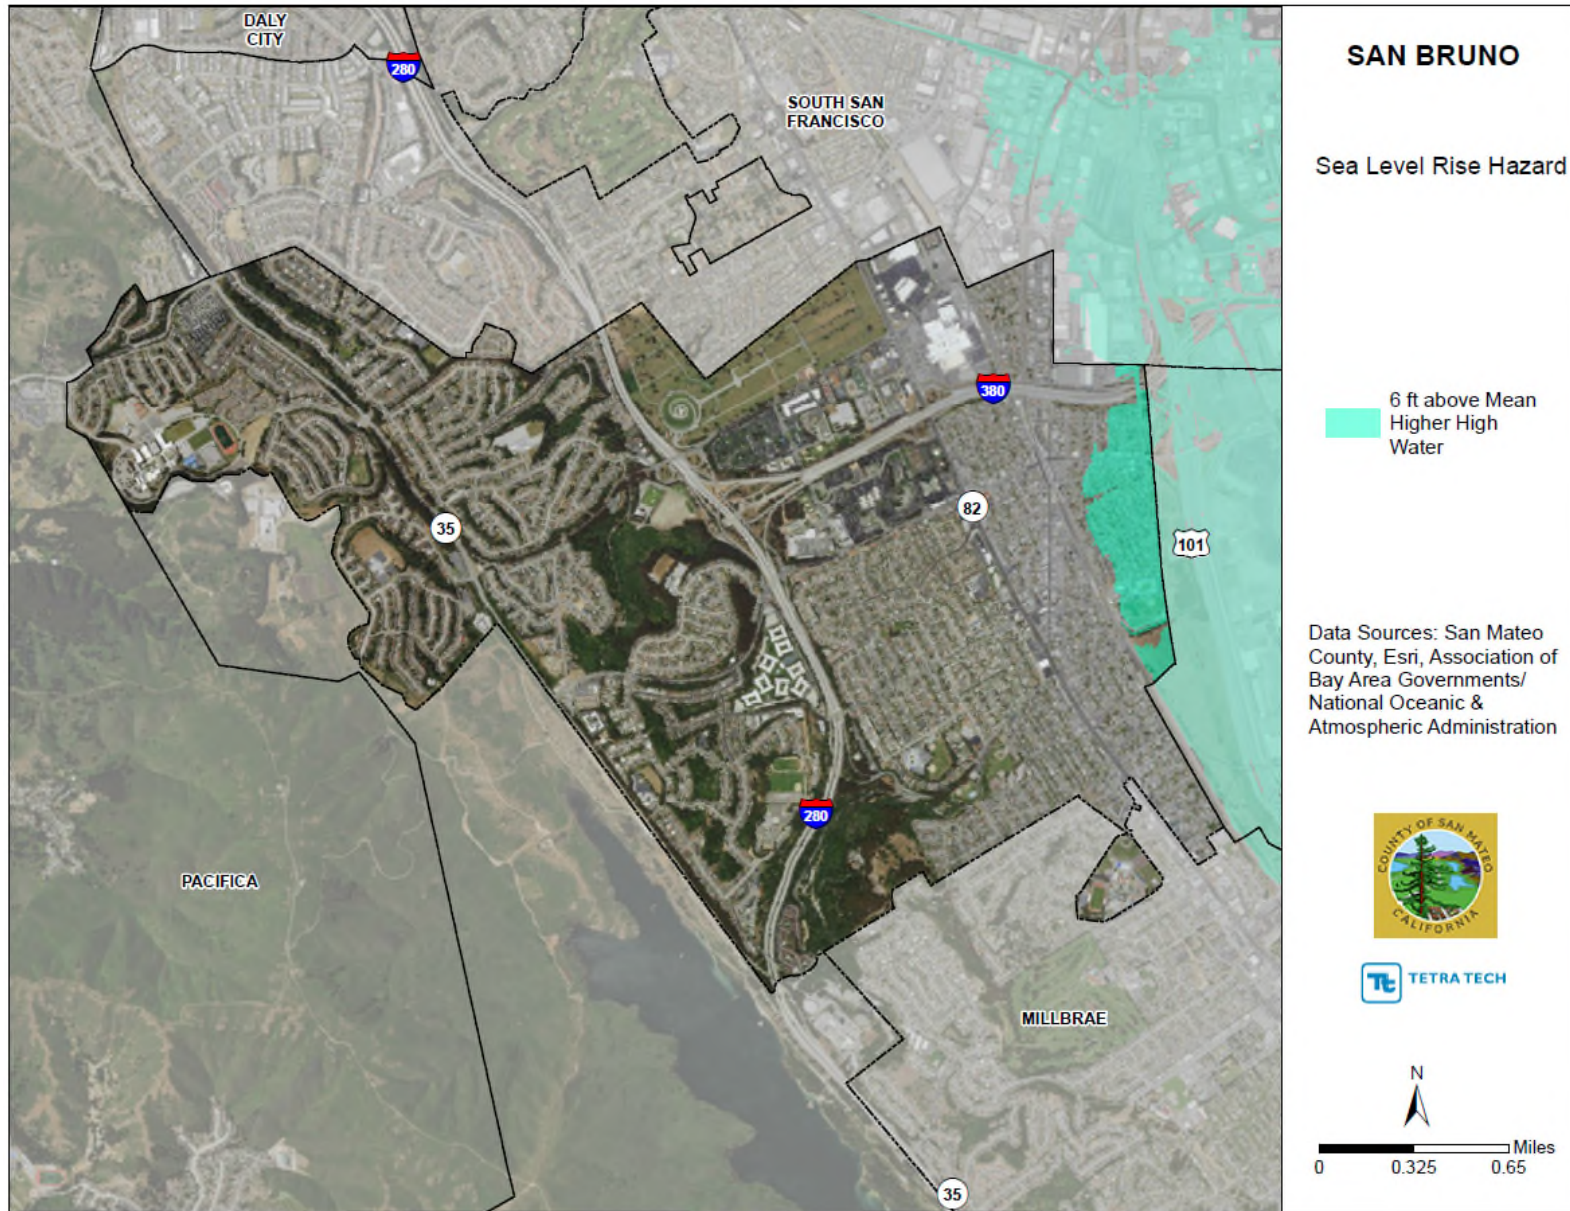 DALY
CITY
280
SOUTH SAN
FRANCISCO
380
82
35
101
280
PACIFICA
MILLBRAE
35
SAN BRUNO
Sea Level Rise Hazard
6 ft above Mean
Higher High
Water
Data Sources: San Mateo
County, Esri, Association of
Bay Area Governments/
National Oceanic &
Atmospheric Administration
COUNTY OF SAN MATEO
CALIFORNIA
Tt TETRA TECH
N
Miles
0 0.325 0.65